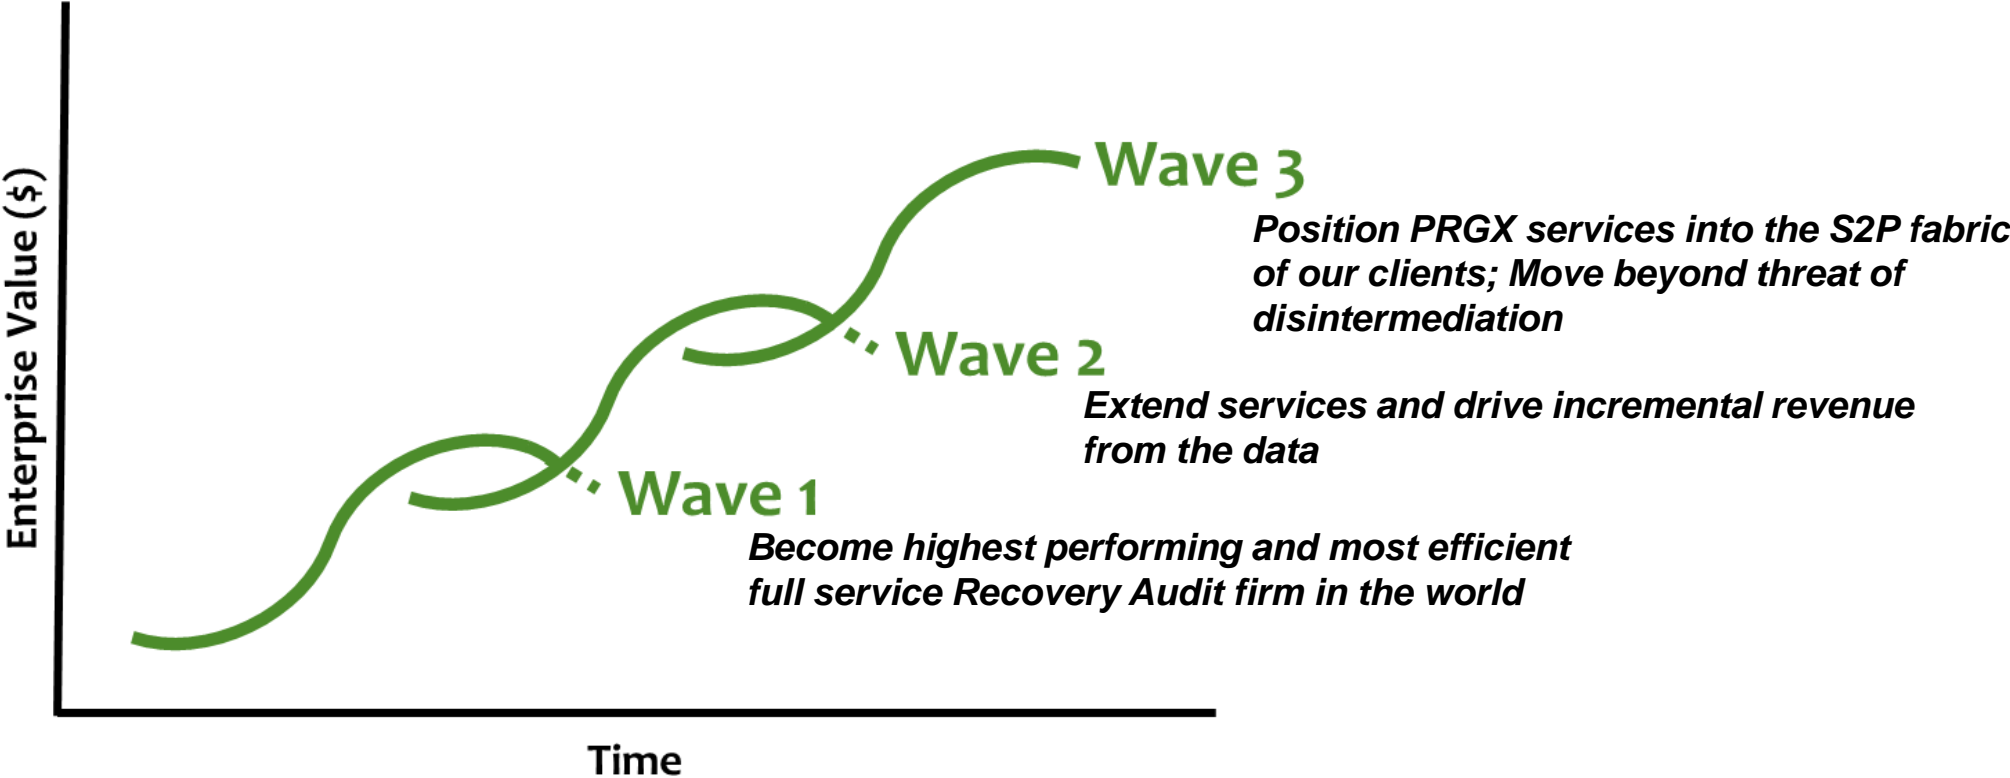 Enterprise Value ($)
Wave 3
Position PRGX services into the S2P fabric
of our clients; Move beyond threat of
disintermediation
Wave 2
Extend services and drive incremental revenue
from the data
Wave 1
Become highest performing and most efficient
full service Recovery Audit firm in the world
Time